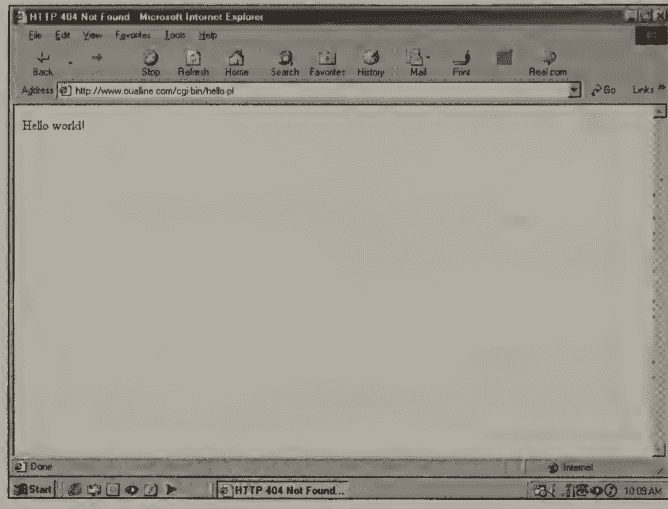 HTTP 404 Not Found - Microsoft Internet Explorer
File Edit View Favorites Tools Help
Back Stop Refresh Home Search Favorites History Mail Print Real.com
Address http://www.oualline.com/cgi-bin/hello.pl Go Links »
Hello world!
Done Internet
Start HTTP 404 Not Found... 10:09 AM